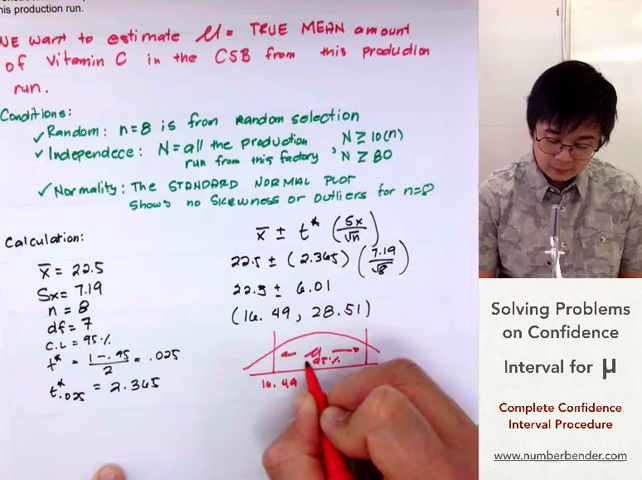 this production run.
WE want to estimate μ = TRUE MEAN amount
of Vitamin C in the CSB from this production
run.
Conditions:
✓ Random: n=8 is from random selection
✓ Independece: N = all the production N ≥ 10(n)
run from this factory, N ≥ 80
✓ Normality: The STANDARD NORMAL PLOT
shows no skewness or outliers for n=8
Calculation:
x̄ = 22.5
Sx = 7.19
n = 8
df = 7
C.L = 95%
t* = (1-.95)/2 = .025
t*.025 = 2.365
x̄ ± t* (Sx/√n)
22.5 ± (2.365) (7.19/√8)
22.5 ± 6.01
(16.49, 28.51)
← μ →
95%
16.49
Solving Problems
on Confidence
Interval for μ
Complete Confidence
Interval Procedure
www.numberbender.com